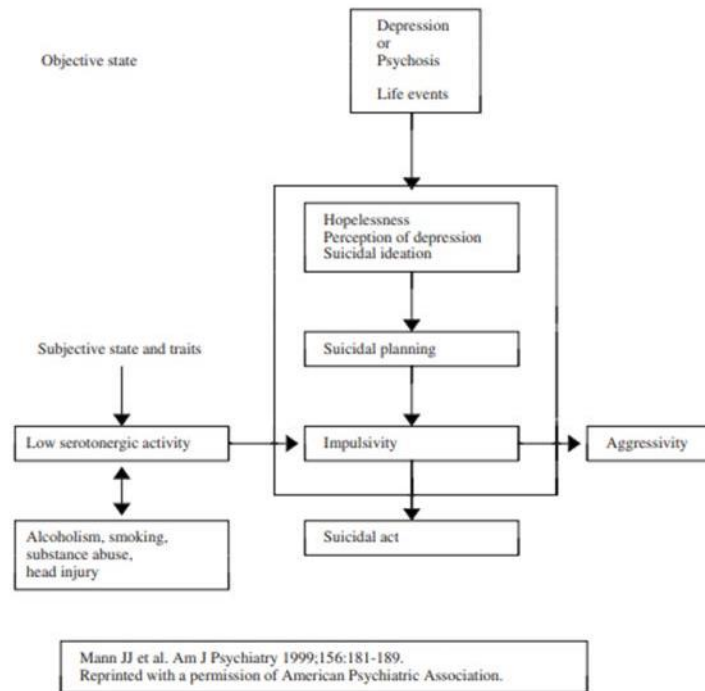 Depression
or
Psychosis
Life events
Objective state
Hopelessness
Perception of depression
Suicidal ideation
Subjective state and traits
Suicidal planning
Low serotonergic activity
Impulsivity
Aggressivity
Alcoholism, smoking,
substance abuse,
head injury
Suicidal act
Mann JJ et al. Am J Psychiatry 1999;156:181-189.
Reprinted with a permission of American Psychiatric Association.